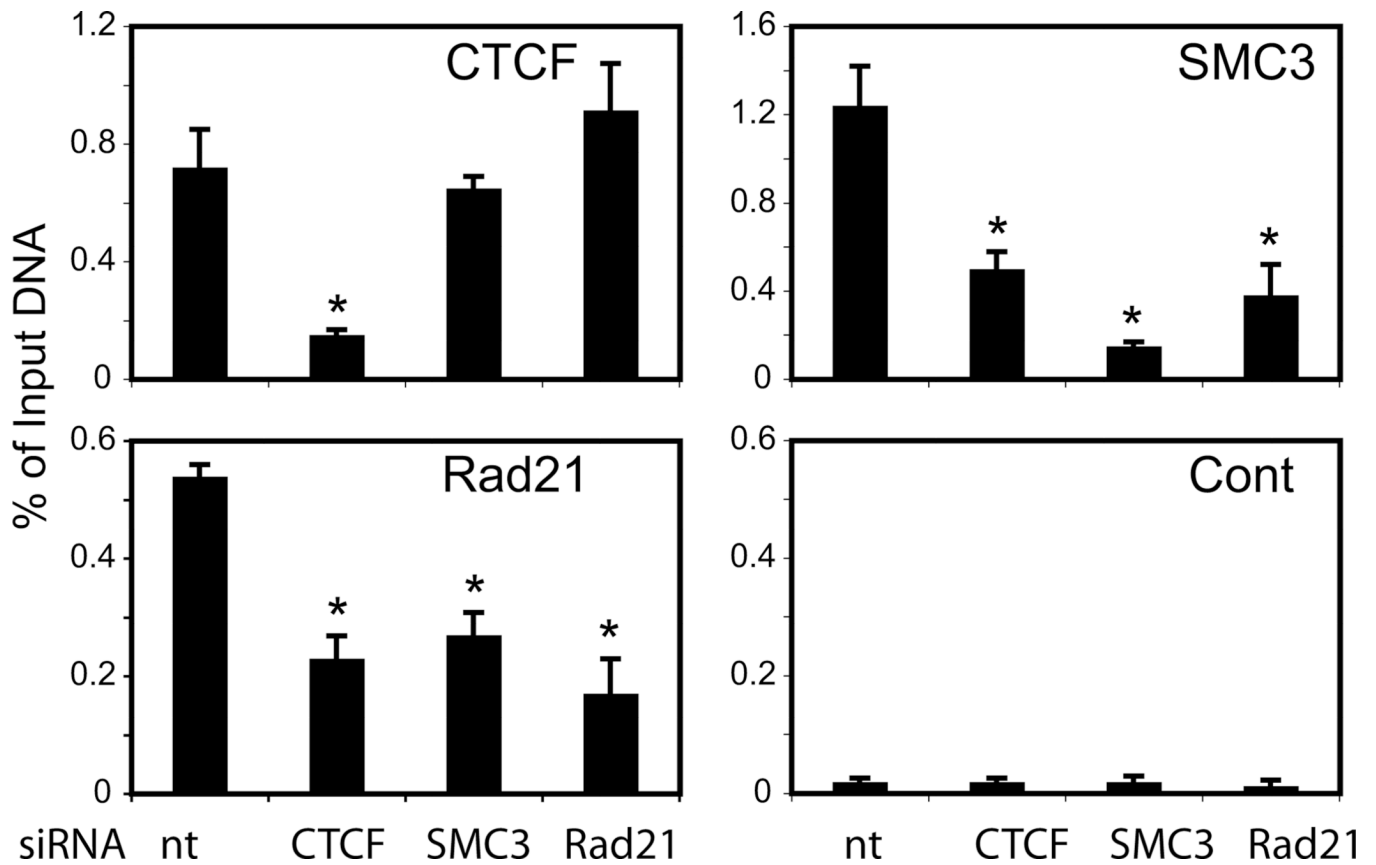 % of Input DNA
CTCF
1.2
0.8
0.4
0
*
SMC3
1.6
1.2
0.8
0.4
0
* * *
Rad21
0.6
0.4
0.2
0
* * *
Cont
0.6
0.4
0.2
0
siRNA nt CTCF SMC3 Rad21 nt CTCF SMC3 Rad21